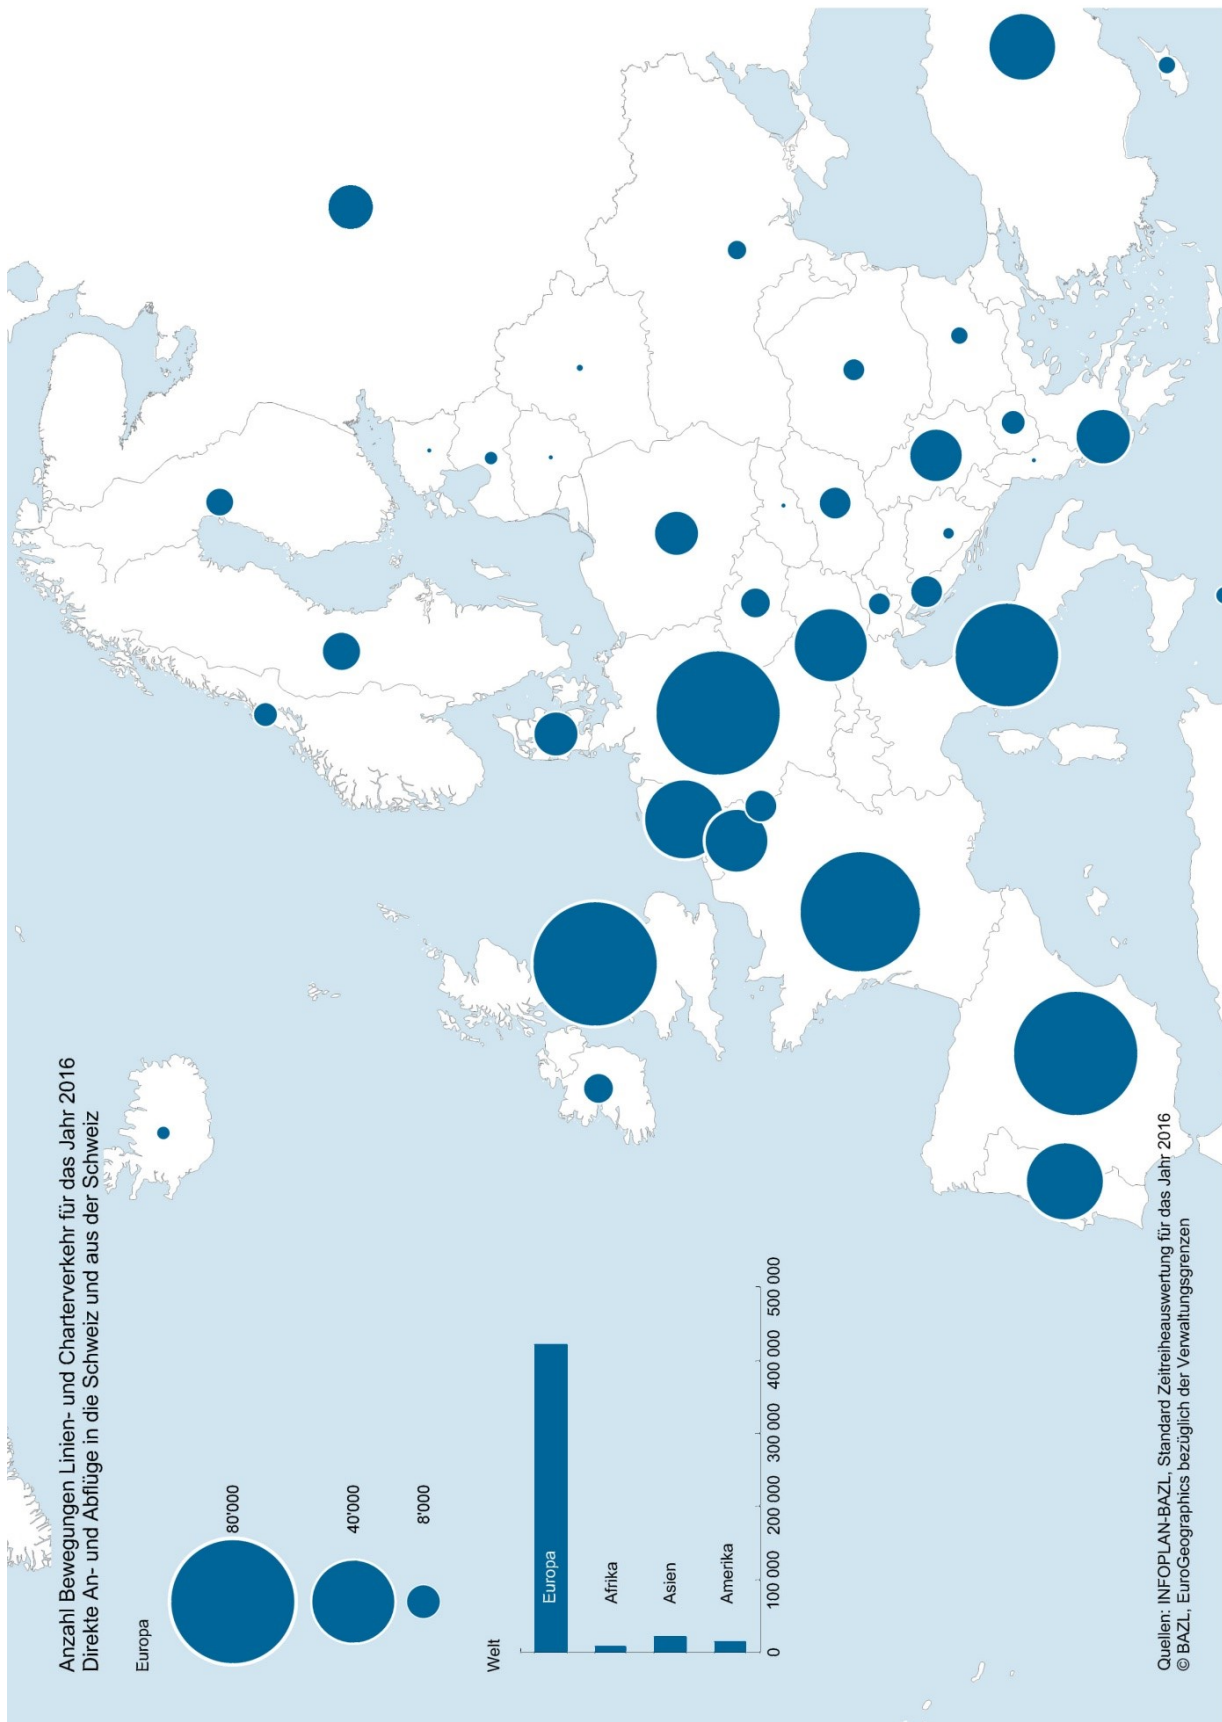 Anzahl Bewegungen Linien- und Charterverkehr für das Jahr 2016
Direkte An- und Abflüge in die Schweiz und aus der Schweiz
Europa
80'000
40'000
8'000
Welt
Europa
Afrika
Asien
Amerika
0 100 000 200 000 300 000 400 000 500 000
Quellen: INFOPLAN-BAZL, Standard Zeitreiheauswertung für das Jahr 2016
© BAZL, EuroGeographics bezüglich der Verwaltungsgrenzen